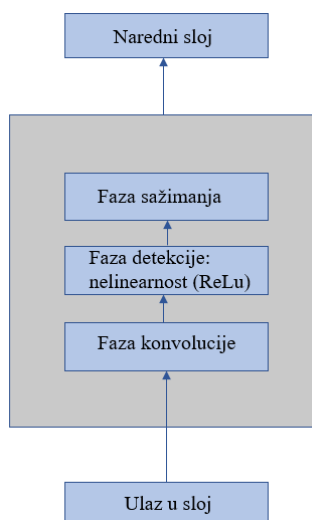 Naredni sloj
Faza sažimanja
Faza detekcije:
nelinearnost (ReLu)
Faza konvolucije
Ulaz u sloj